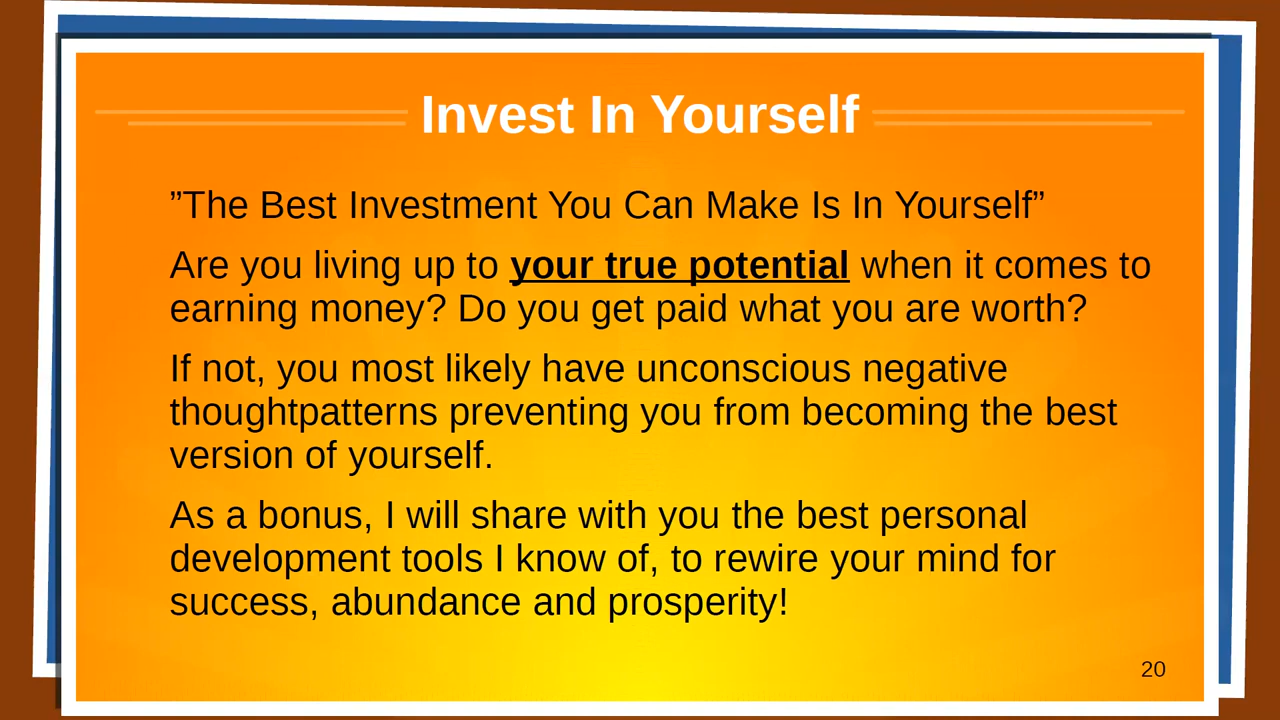 Invest In Yourself
”The Best Investment You Can Make Is In Yourself”
Are you living up to your true potential when it comes to
earning money? Do you get paid what you are worth?
If not, you most likely have unconscious negative
thoughtpatterns preventing you from becoming the best
version of yourself.
As a bonus, I will share with you the best personal
development tools I know of, to rewire your mind for
success, abundance and prosperity!
20